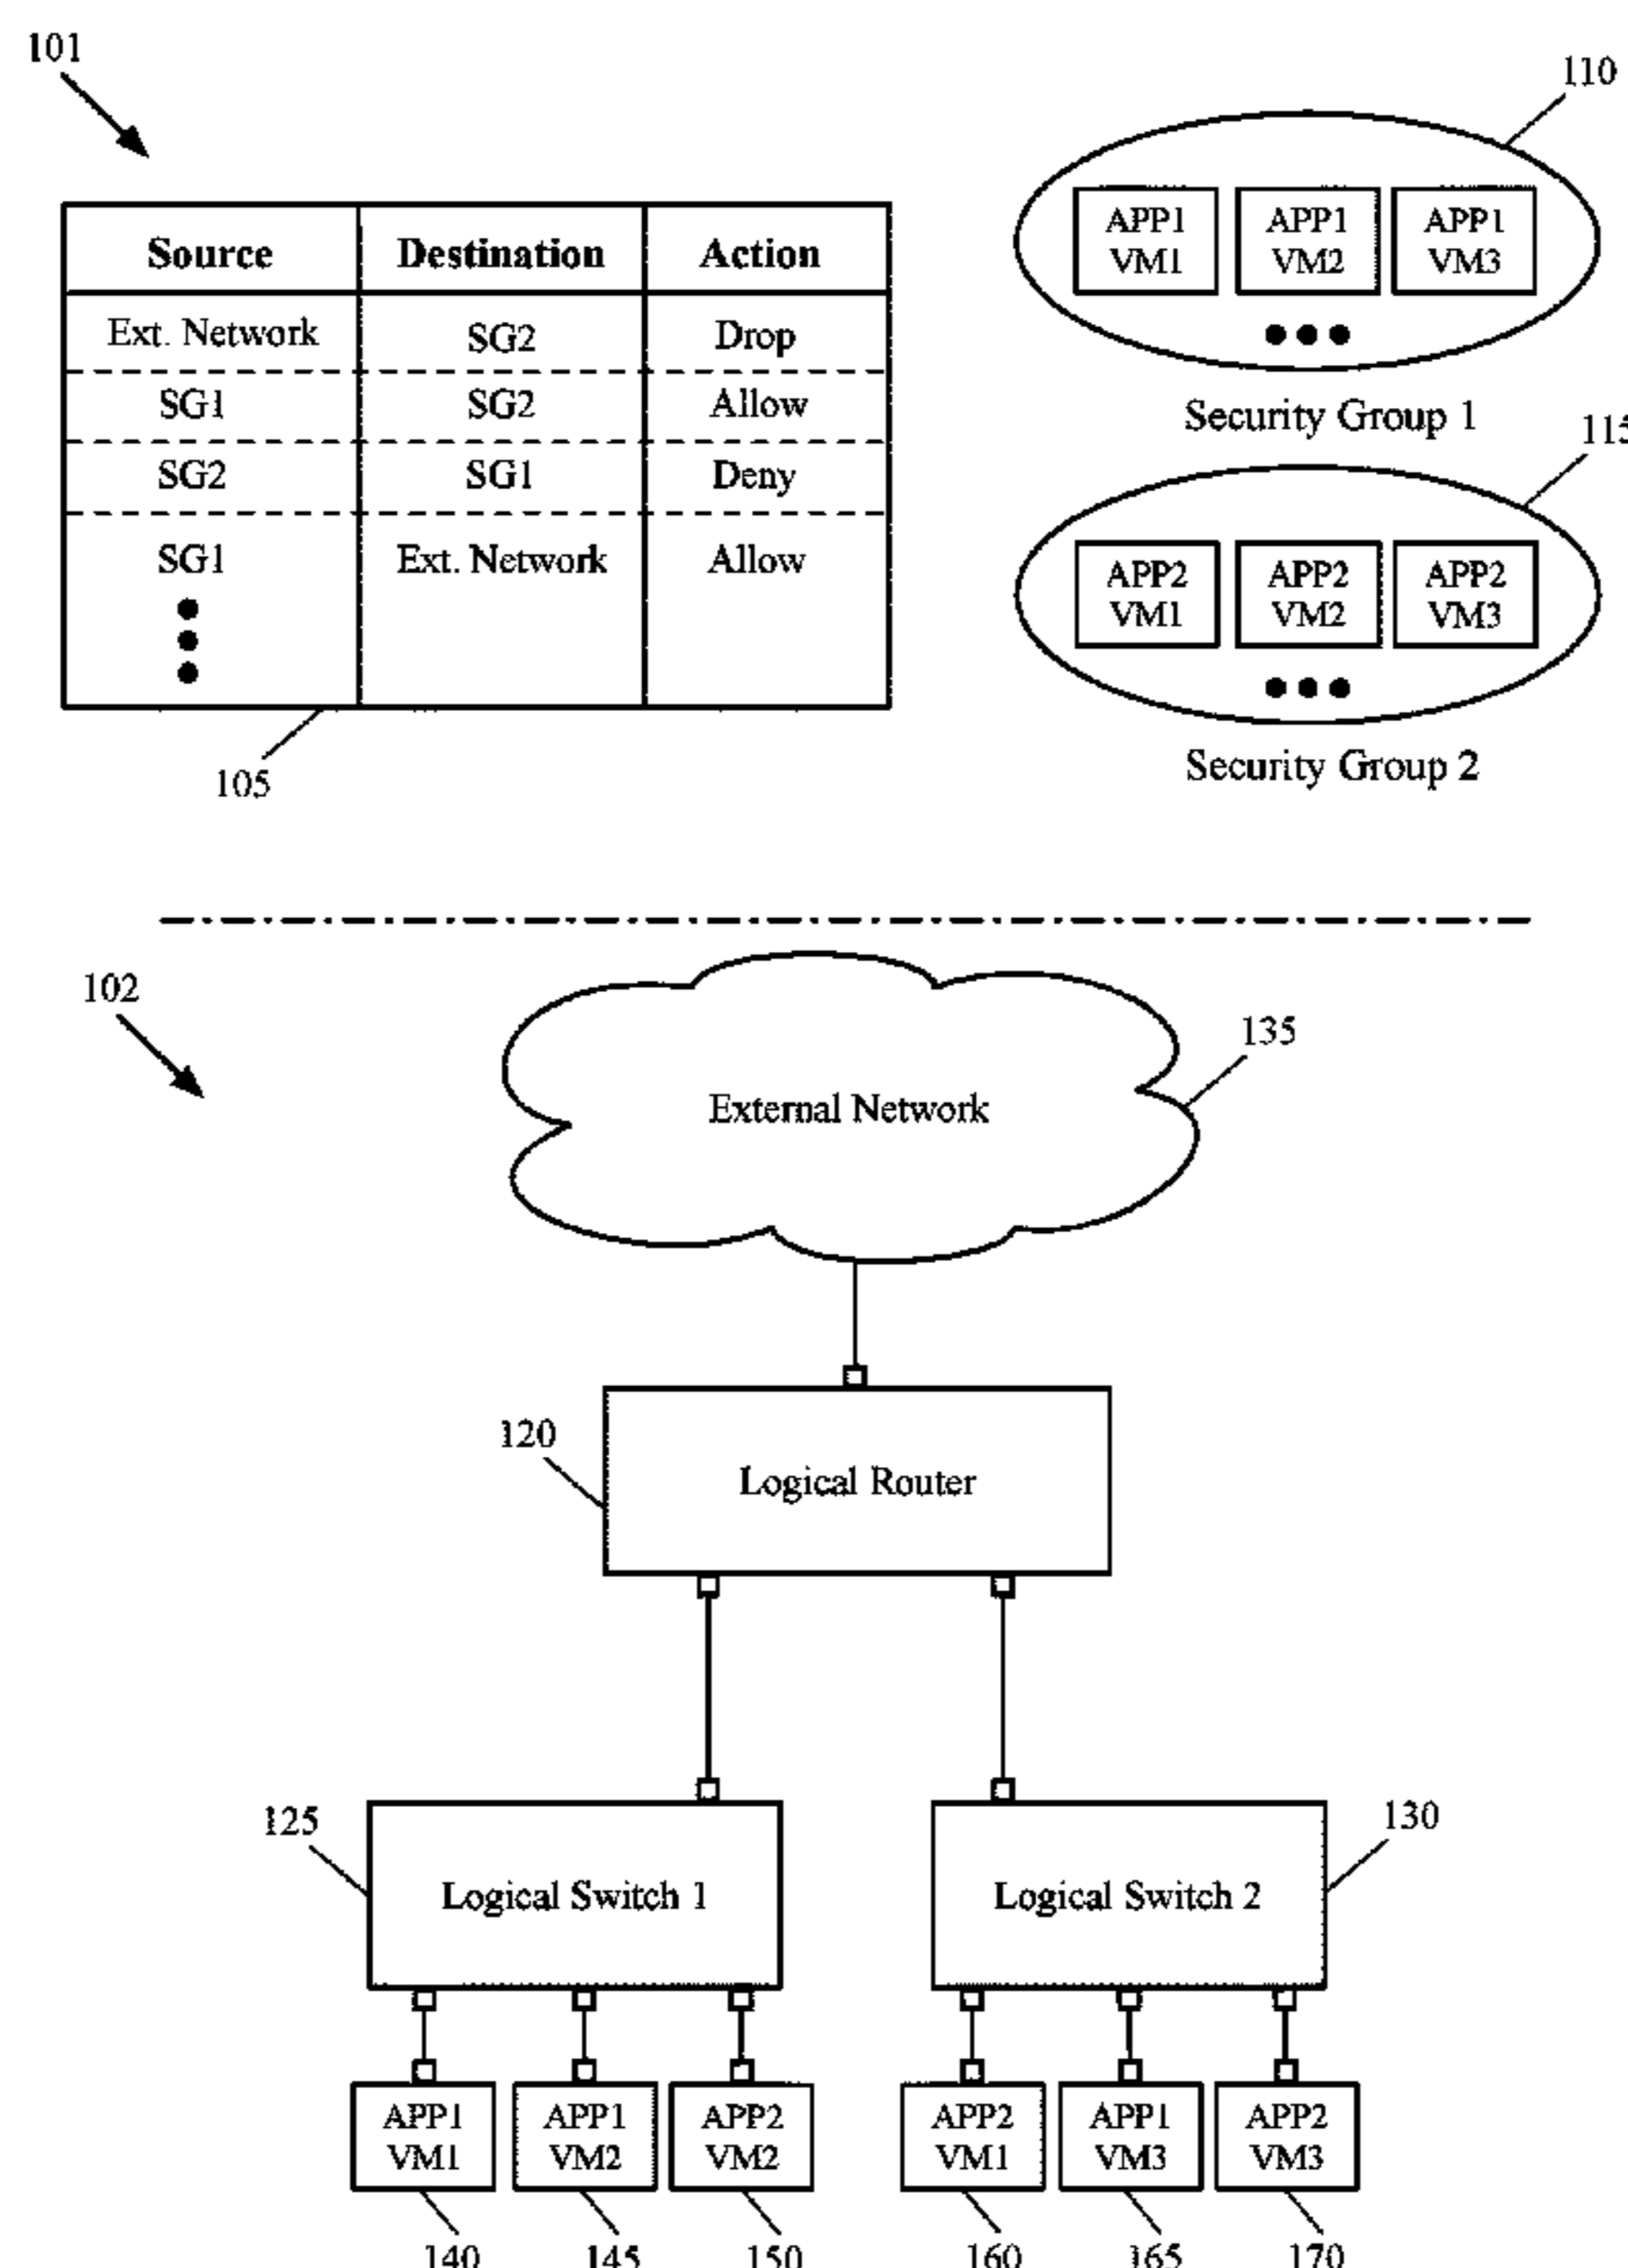 101
110
Source Destination Action
Ext. Network SG2 Drop
SG1 SG2 Allow
SG2 SG1 Deny
SG1 Ext. Network Allow
105
APP1 APP1 APP1
VM1 VM2 VM3
Security Group 1
115
APP2 APP2 APP2
VM1 VM2 VM3
Security Group 2
102
135
External Network
120
Logical Router
125
130
Logical Switch 1
Logical Switch 2
APP1 APP1 APP2 APP2 APP1 APP2
VM1 VM2 VM2 VM1 VM3 VM3
140 145 150 160 165 170